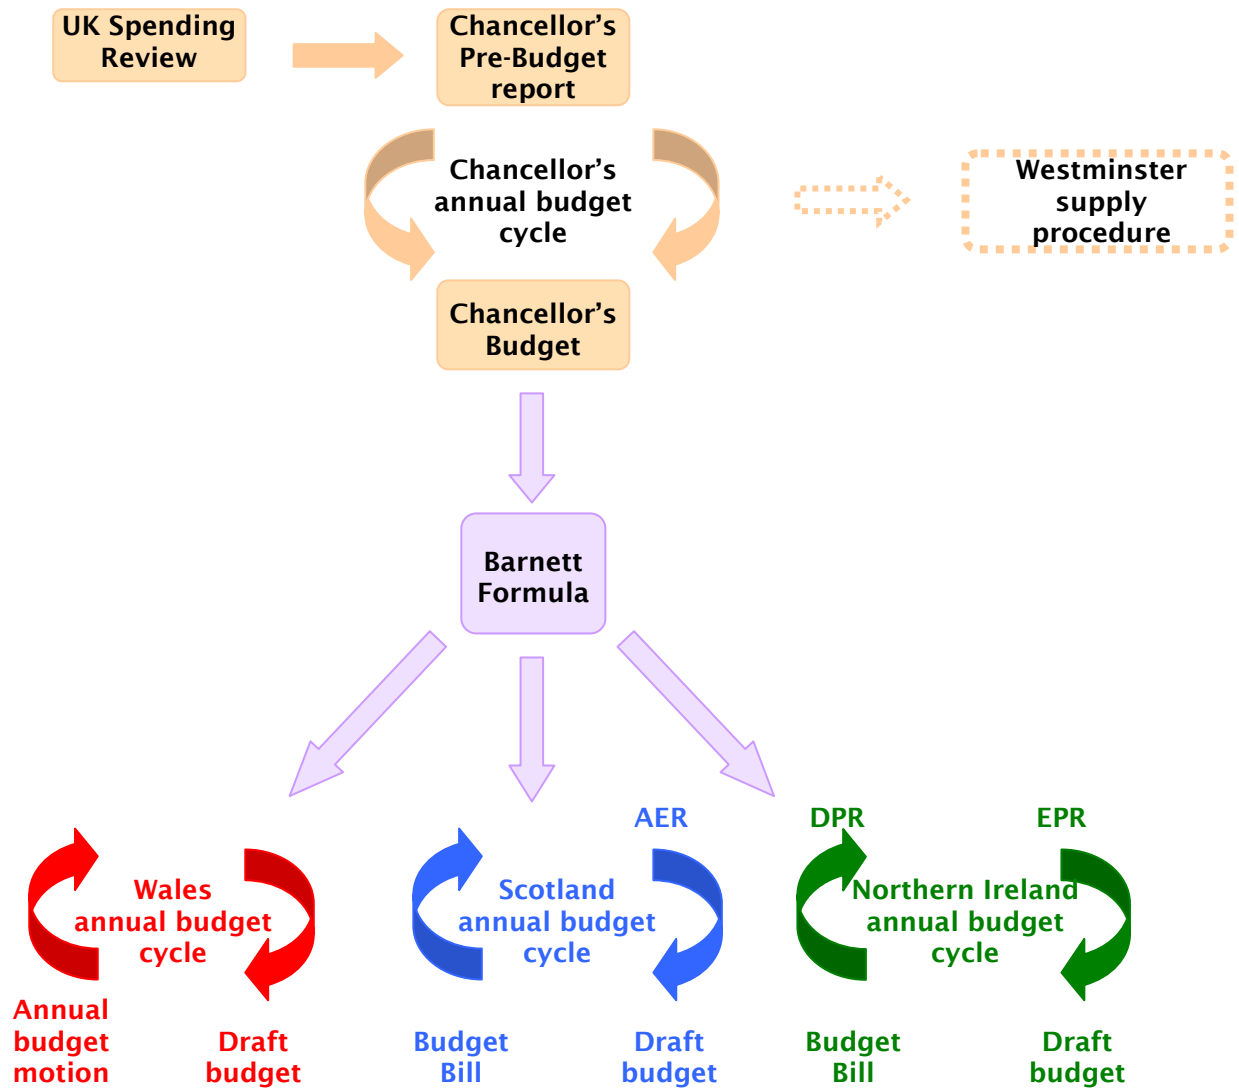 UK Spending
Review
Chancellor’s
Pre-Budget
report
Chancellor’s
annual budget
cycle
Westminster
supply
procedure
Chancellor’s
Budget
Barnett
Formula
AER
DPR
EPR
Wales
annual budget
cycle
Scotland
annual budget
cycle
Northern Ireland
annual budget
cycle
Annual
budget
motion
Draft
budget
Budget
Bill
Draft
budget
Budget
Bill
Draft
budget